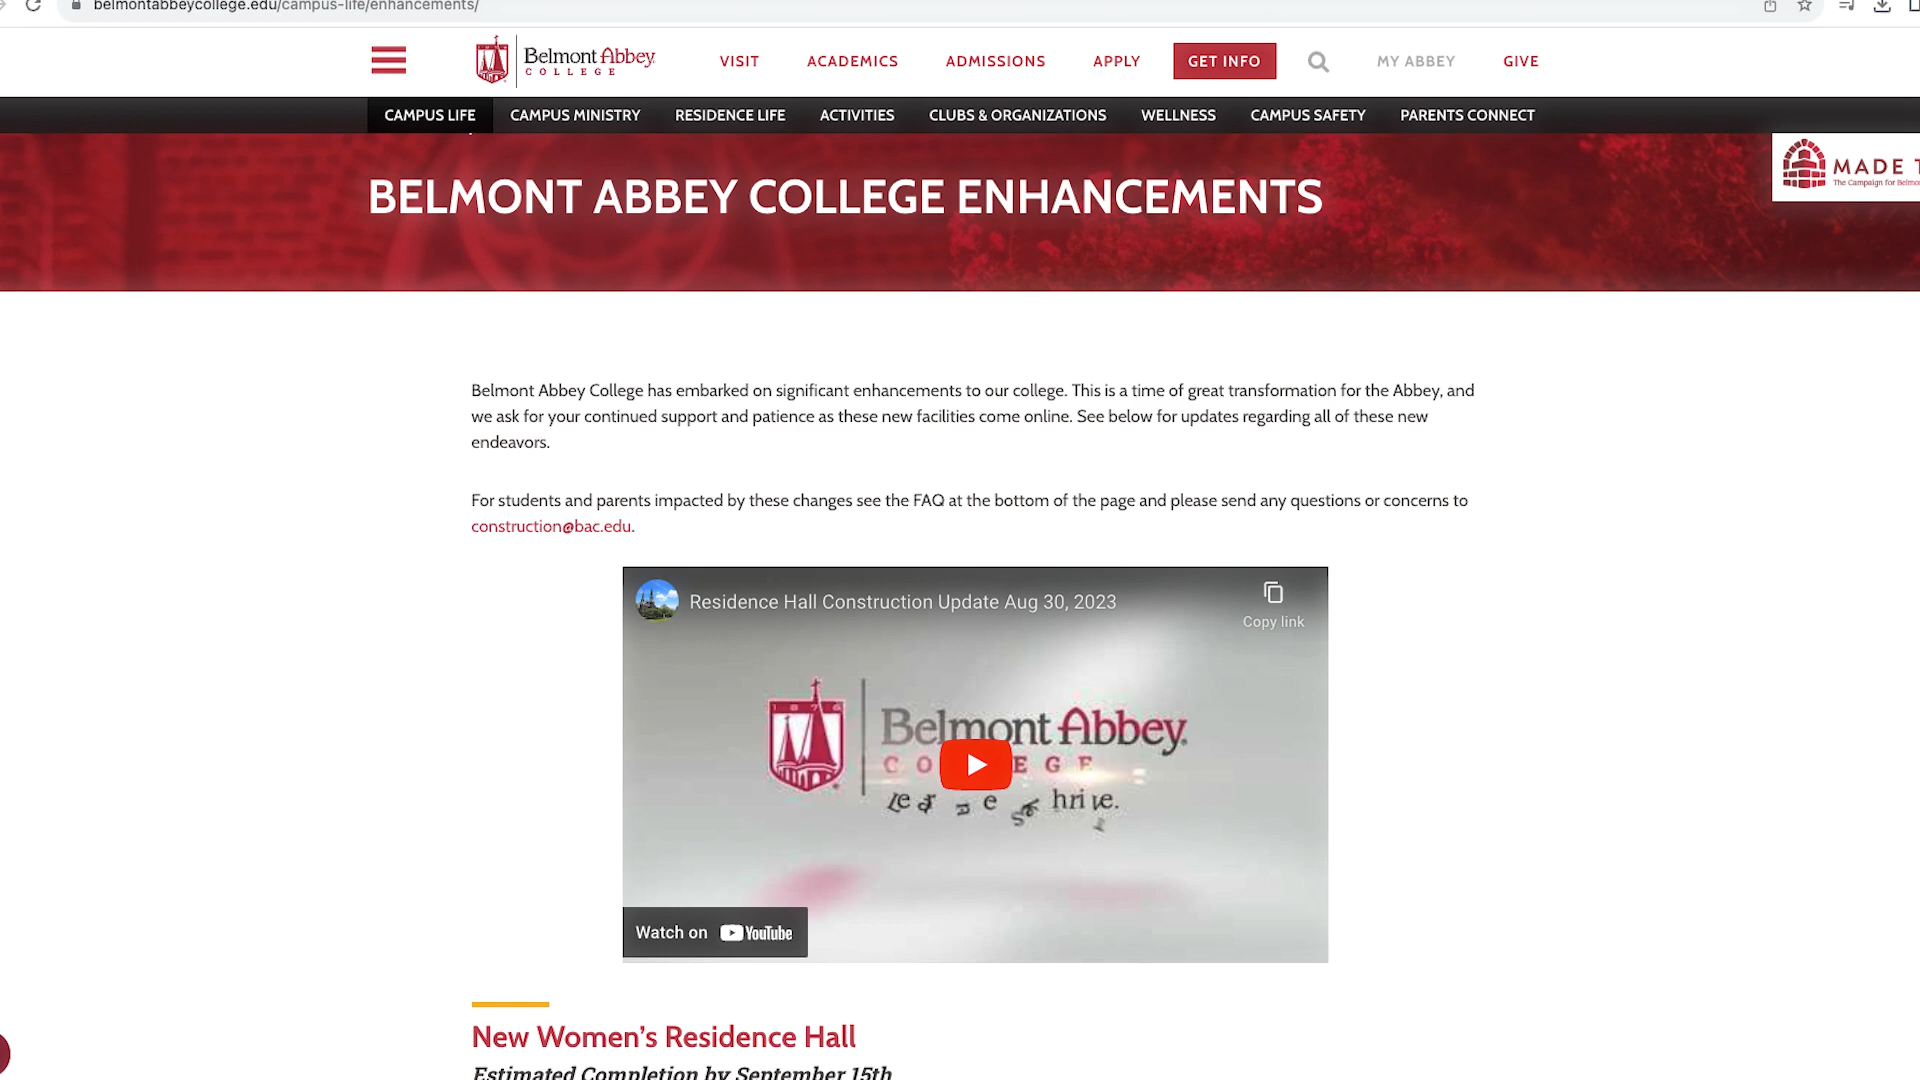 belmontabbeycollege.edu/campus-life/enhancements/
Belmont Abbey
COLLEGE
VISIT
ACADEMICS
ADMISSIONS
APPLY
GET INFO
MY ABBEY
GIVE
CAMPUS LIFE
CAMPUS MINISTRY
RESIDENCE LIFE
ACTIVITIES
CLUBS & ORGANIZATIONS
WELLNESS
CAMPUS SAFETY
PARENTS CONNECT
BELMONT ABBEY COLLEGE ENHANCEMENTS
MADE
The Campaign for
Belmont Abbey College has embarked on significant enhancements to our college. This is a time of great transformation for the Abbey, and
we ask for your continued support and patience as these new facilities come online. See below for updates regarding all of these new
endeavors.
For students and parents impacted by these changes see the FAQ at the bottom of the page and please send any questions or concerns to
construction@bac.edu.
Residence Hall Construction Update Aug 30, 2023
Copy link
1876
Belmont Abbey
Watch on YouTube
New Women's Residence Hall
Estimated Completion by September 15th